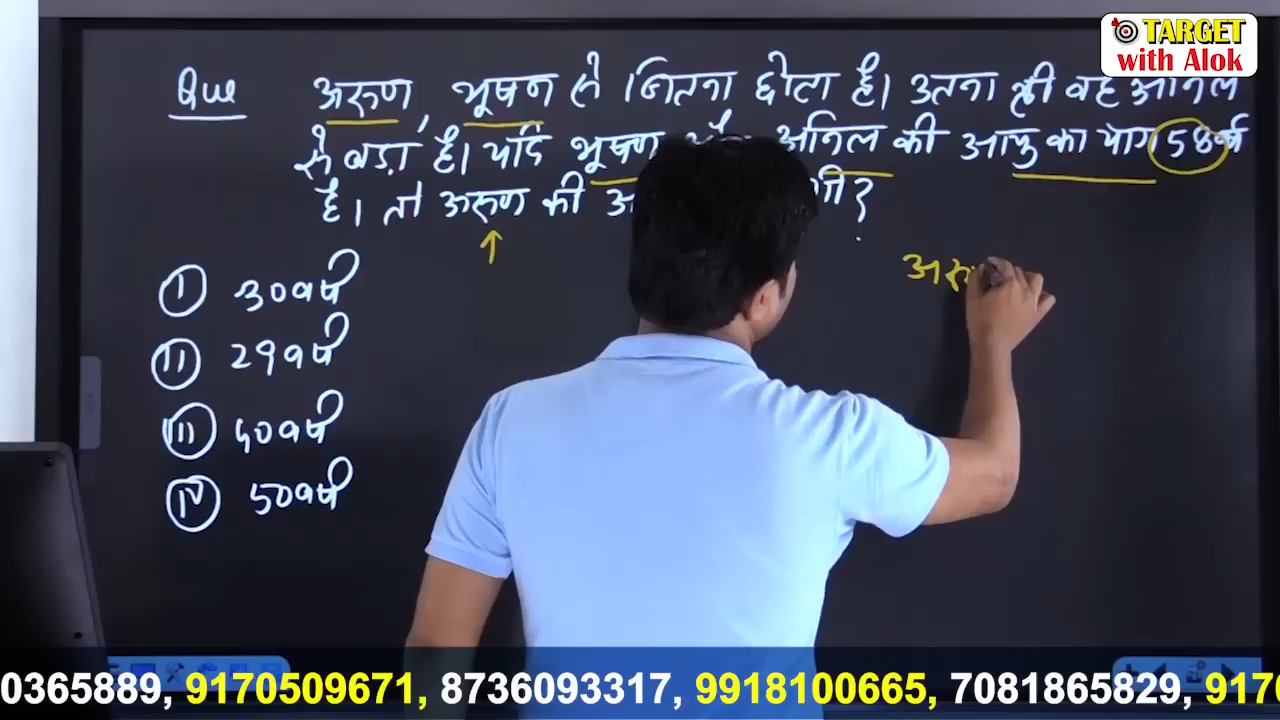 TARGET
with Alok
Que अरुण, भूषण से जितना छोटा है। उतना ही वह अनिल
से बड़ा है। यदि भूषण अनिल की आयु का योग 58 वर्ष
है। तो अरुण की ?
I 30 वर्ष
II 29 वर्ष
III 40 वर्ष
IV 50 वर्ष
0365889, 9170509671, 8736093317, 9918100665, 7081865829, 917